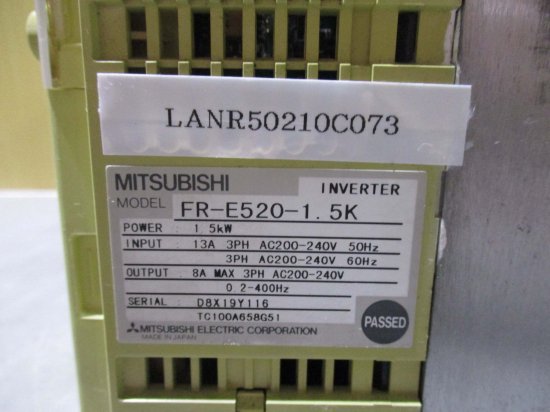 LANR50210C073
MITSUBISHI INVERTER
MODEL FR-E520-1.5K
POWER : 1.5kW
INPUT : 13A 3PH AC200-240V 50Hz
3PH AC200-240V 60Hz
OUTPUT : 8A MAX 3PH AC200-240V
0.2-400Hz
SERIAL : D8X19Y116
TC100A658G51
PASSED
MITSUBISHI ELECTRIC CORPORATION
MADE IN JAPAN